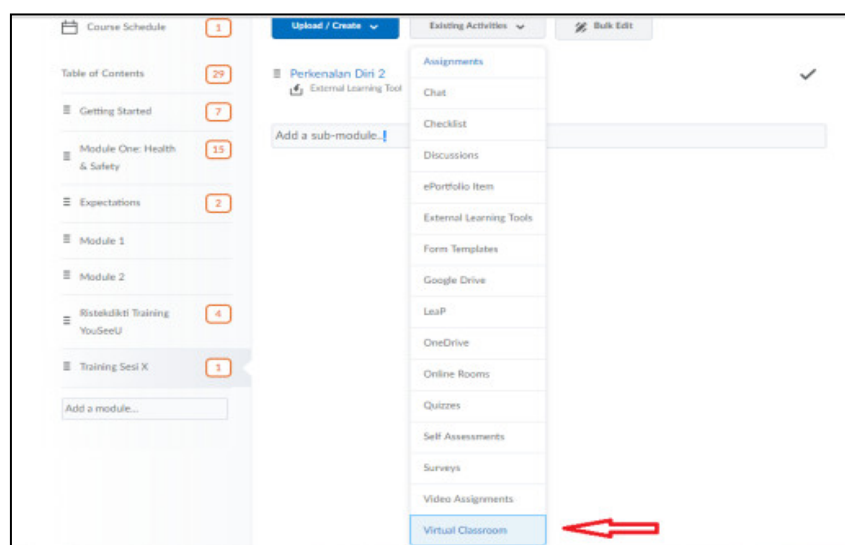 Course Schedule 1
Table of Contents 29
Getting Started 7
Module One: Health
& Safety 15
Expectations 2
Module 1
Module 2
Ristekdikti Training
YouSeeU 4
Training Sesi X 1
Add a module...
Upload / Create
Existing Activities
Bulk Edit
Perkenalan Diri 2
External Learning Tool
Add a sub-module...
Assignments
Chat
Checklist
Discussions
ePortfolio Item
External Learning Tools
Form Templates
Google Drive
LeaP
OneDrive
Online Rooms
Quizzes
Self Assessments
Surveys
Video Assignments
Virtual Classroom